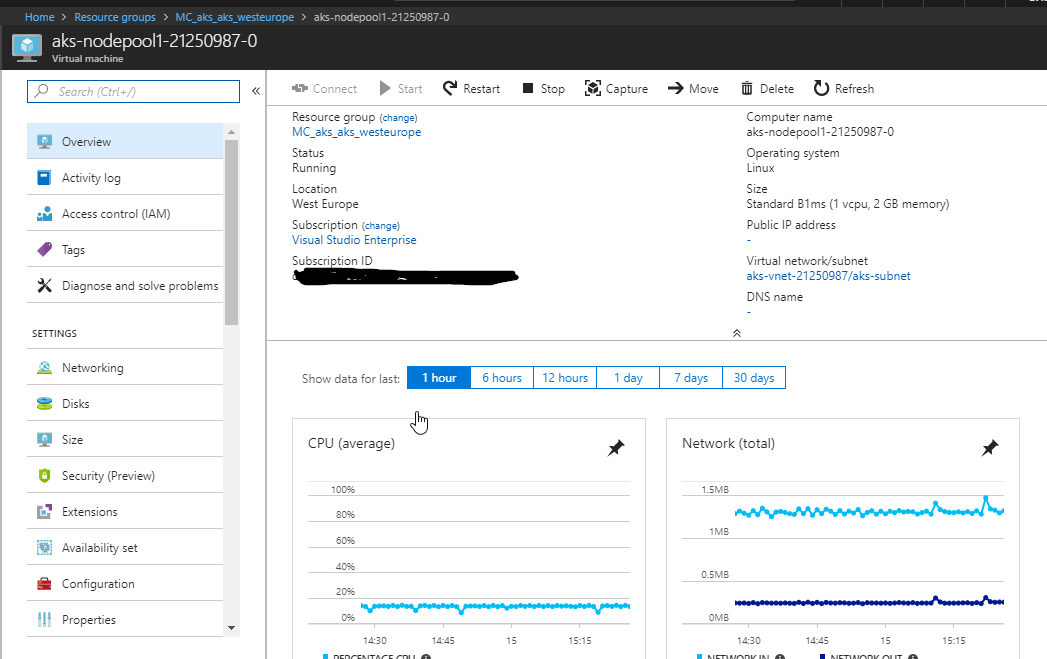 Home > Resource groups > MC_aks_aks_westeurope > aks-nodepool1-21250987-0
aks-nodepool1-21250987-0
Virtual machine
Search (Ctrl+/)
«
Connect Start Restart Stop Capture Move Delete Refresh
Overview
Activity log
Access control (IAM)
Tags
Diagnose and solve problems
SETTINGS
Networking
Disks
Size
Security (Preview)
Extensions
Availability set
Configuration
Properties
Resource group (change)
MC_aks_aks_westeurope
Status
Running
Location
West Europe
Subscription (change)
Visual Studio Enterprise
Subscription ID
Computer name
aks-nodepool1-21250987-0
Operating system
Linux
Size
Standard B1ms (1 vcpu, 2 GB memory)
Public IP address
-
Virtual network/subnet
aks-vnet-21250987/aks-subnet
DNS name
-
Show data for last: 1 hour 6 hours 12 hours 1 day 7 days 30 days
CPU (average)
100%
80%
60%
40%
20%
0%
14:30 14:45 15 15:15
PERCENTAGE CPU
Network (total)
1.5MB
1MB
0.5MB
0MB
14:30 14:45 15 15:15
NETWORK IN NETWORK OUT